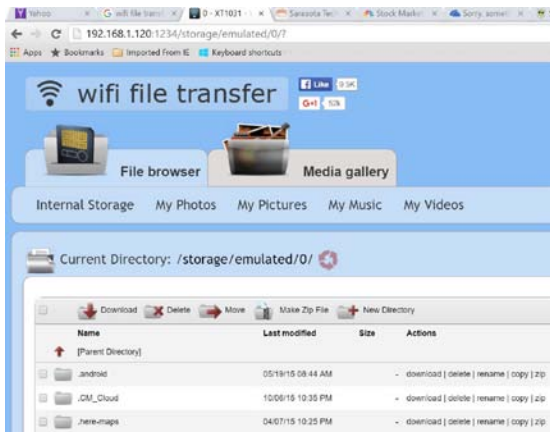 Yahoo
G wifi file transf
0 - XT1031 -
Sarasota Tech
Stock Market
Sorry, somet
192.168.1.120:1234/storage/emulated/0/?
Apps Bookmarks Imported From IE Keyboard shortcuts
wifi file transfer
Like 9.5K
G+1
File browser Media gallery
Internal Storage My Photos My Pictures My Music My Videos
Current Directory: /storage/emulated/0/
Download Delete Move Make Zip File New Directory
Name Last modified Size Actions
[Parent Directory]
.android 05/19/15 08:44 AM - download | delete | rename | copy | zip
.CM_Cloud 10/06/15 10:35 PM - download | delete | rename | copy | zip
.here-maps 04/07/15 10:25 PM - download | delete | rename | copy | zip